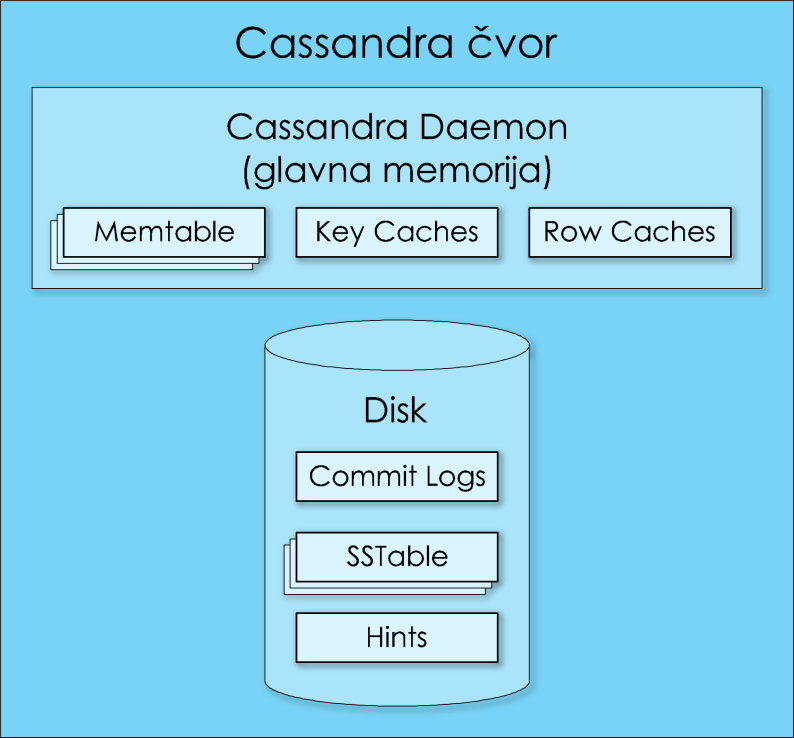 Cassandra čvor
Cassandra Daemon
(glavna memorija)
Memtable
Key Caches
Row Caches
Disk
Commit Logs
SSTable
Hints